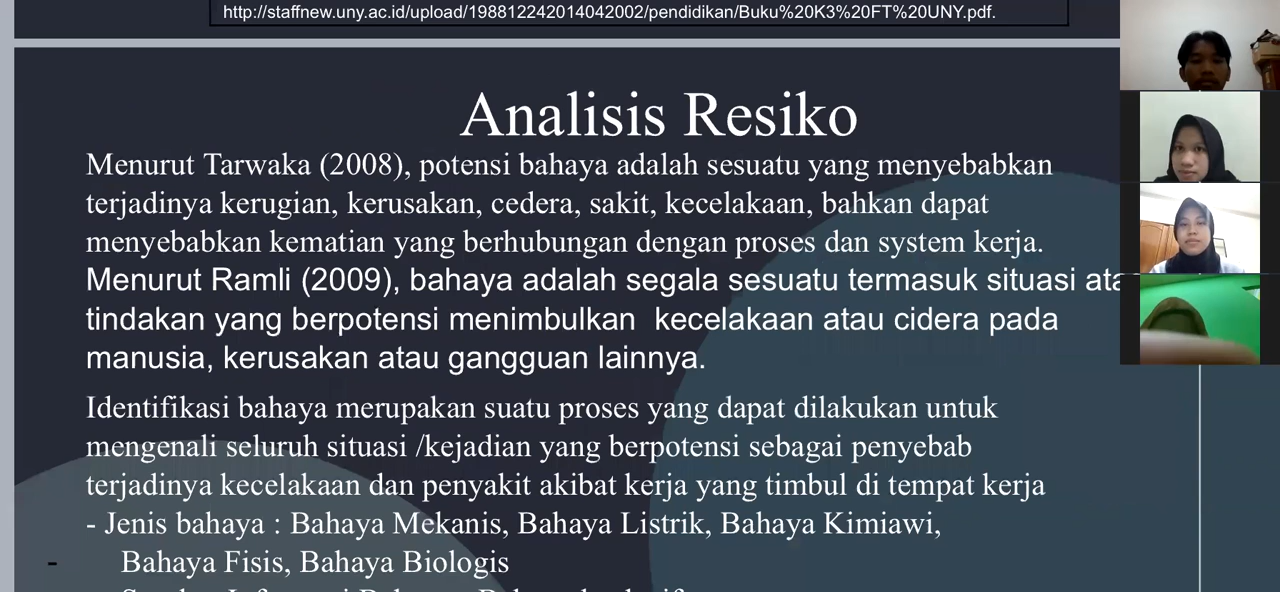 http://staffnew.uny.ac.id/upload/198812242014042002/pendidikan/Buku%20K3%20FT%20UNY.pdf.
Analisis Resiko
Menurut Tarwaka (2008), potensi bahaya adalah sesuatu yang menyebabkan
terjadinya kerugian, kerusakan, cedera, sakit, kecelakaan, bahkan dapat
menyebabkan kematian yang berhubungan dengan proses dan system kerja.
Menurut Ramli (2009), bahaya adalah segala sesuatu termasuk situasi
tindakan yang berpotensi menimbulkan kecelakaan atau cidera pada
manusia, kerusakan atau gangguan lainnya.
Identifikasi bahaya merupakan suatu proses yang dapat dilakukan untuk
mengenali seluruh situasi /kejadian yang berpotensi sebagai penyebab
terjadinya kecelakaan dan penyakit akibat kerja yang timbul di tempat kerja
- Jenis bahaya : Bahaya Mekanis, Bahaya Listrik, Bahaya Kimiawi,
- Bahaya Fisis, Bahaya Biologis